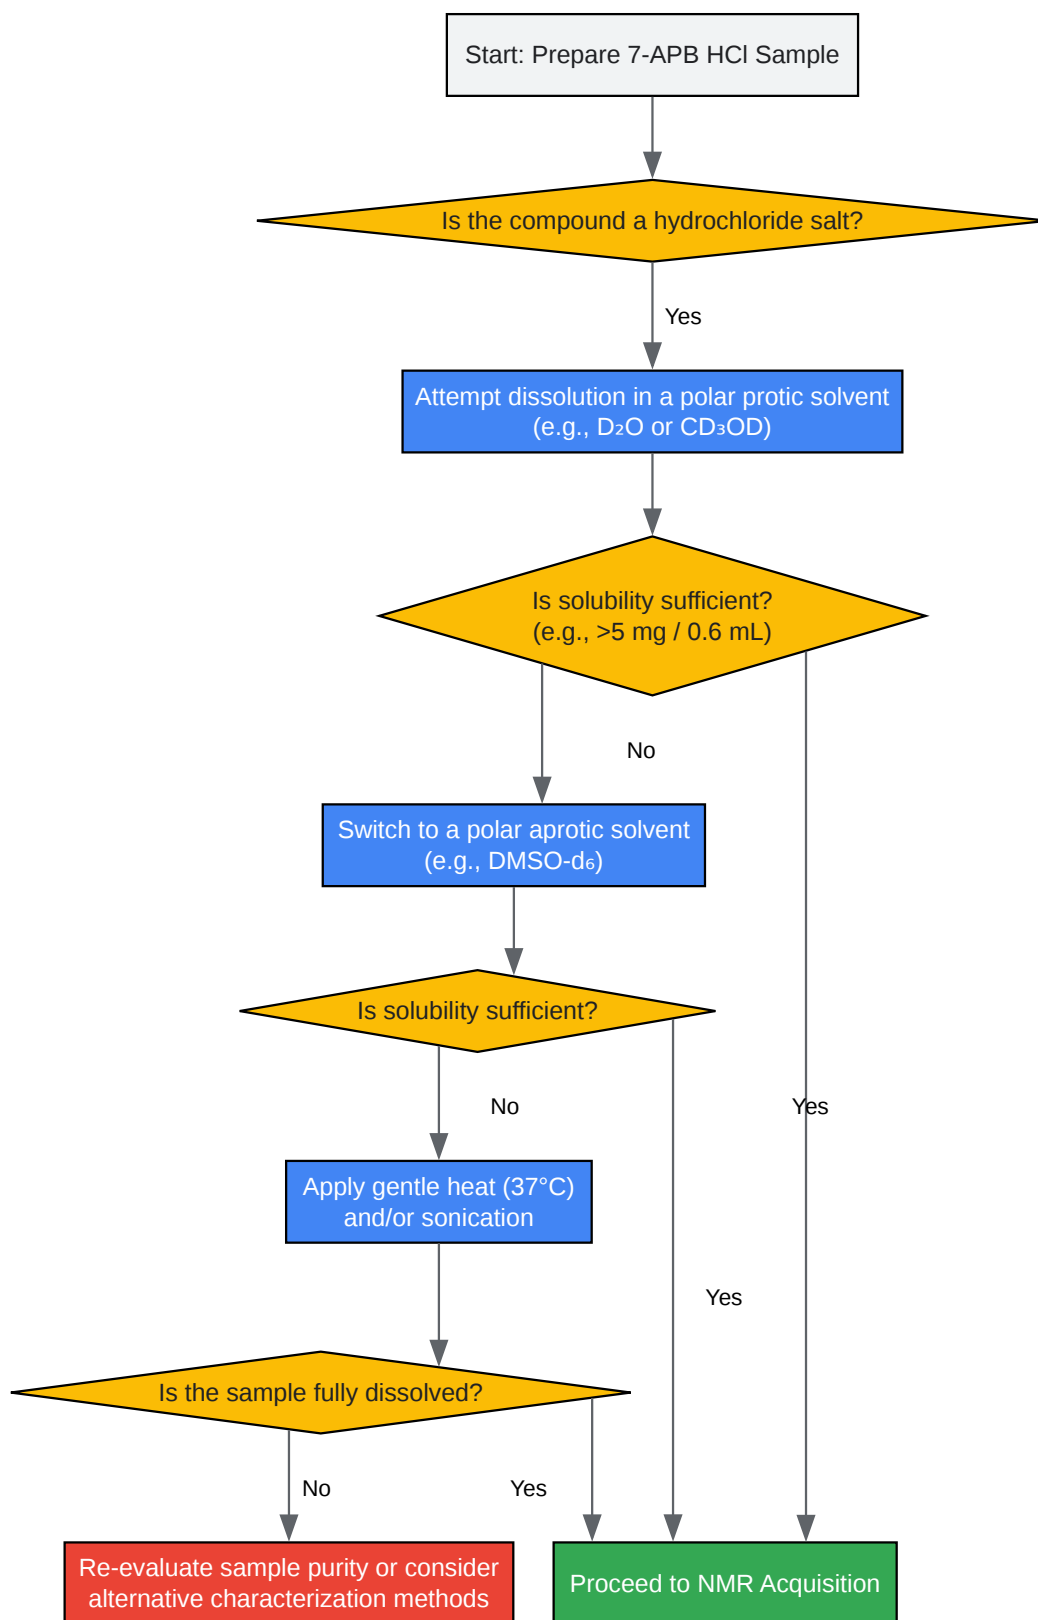 Start: Prepare 7-APB HCl Sample
Is the compound a hydrochloride salt?
Yes
Attempt dissolution in a polar protic solvent
(e.g., D₂O or CD₃OD)
Is solubility sufficient?
(e.g., >5 mg / 0.6 mL)
No
Switch to a polar aprotic solvent
(e.g., DMSO-d₆)
Is solubility sufficient?
No
Yes
Apply gentle heat (37°C)
and/or sonication
Yes
Is the sample fully dissolved?
No
Yes
Re-evaluate sample purity or consider
alternative characterization methods
Proceed to NMR Acquisition